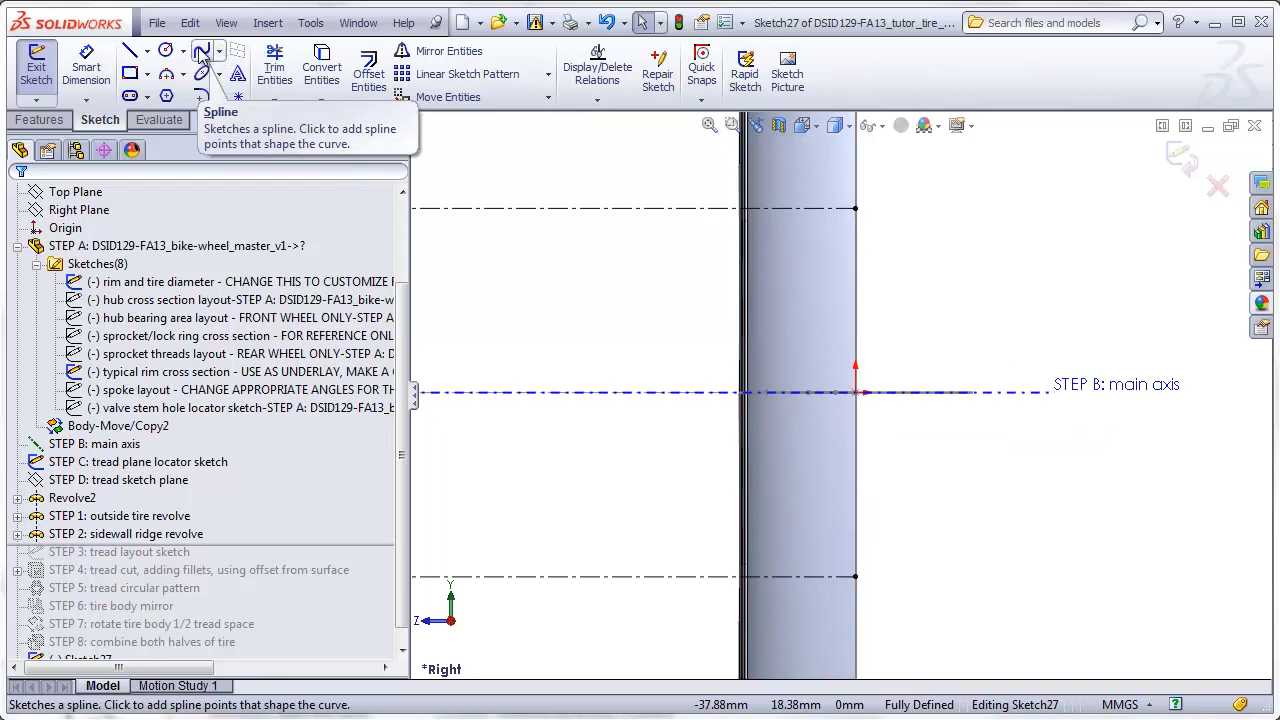 SOLIDWORKS
File
Edit
View
Insert
Tools
SolidWorks
Window
Help
Sketch27 of DSID129-FA13_tutor_tire_...
Search files and models
Exit Sketch
Smart Dimension
Trim Entities
Convert Entities
Offset Entities
Mirror Entities
Linear Sketch Pattern
Move Entities
Display/Delete Relations
Repair Sketch
Quick Snaps
Rapid Sketch
Sketch Picture
Features
Sketch
Evaluate
Spline
Sketches a spline. Click to add spline
points that shape the curve.
Top Plane
Right Plane
Origin
STEP A: DSID129-FA13_bike-wheel_master_v1->?
Sketches(8)
(-) rim and tire diameter - CHANGE THIS TO CUSTOMIZE F
(-) hub cross section layout-STEP A: DSID129-FA13_bike-w
(-) hub bearing area layout - FRONT WHEEL ONLY-STEP A
(-) sprocket/lock ring cross section - FOR REFERENCE ONL
(-) sprocket threads layout - REAR WHEEL ONLY-STEP A: D
(-) typical rim cross section - USE AS UNDERLAY, MAKE A
(-) spoke layout - CHANGE APPROPRIATE ANGLES FOR TH
(-) valve stem hole locator sketch-STEP A: DSID129-FA13_b
Body-Move/Copy2
STEP B: main axis
STEP C: tread plane locator sketch
STEP D: tread sketch plane
Revolve2
STEP 1: outside tire revolve
STEP 2: sidewall ridge revolve
STEP 3: tread layout sketch
STEP 4: tread cut, adding fillets, using offset from surface
STEP 5: tread circular pattern
STEP 6: tire body mirror
STEP 7: rotate tire body 1/2 tread space
STEP 8: combine both halves of tire
(-) Sketch27
STEP B: main axis
Y
Z
*Right
Model
Motion Study 1
Sketches a spline. Click to add spline points that shape the curve.
-37.88mm
18.38mm
0mm
Fully Defined
Editing Sketch27
MMGS